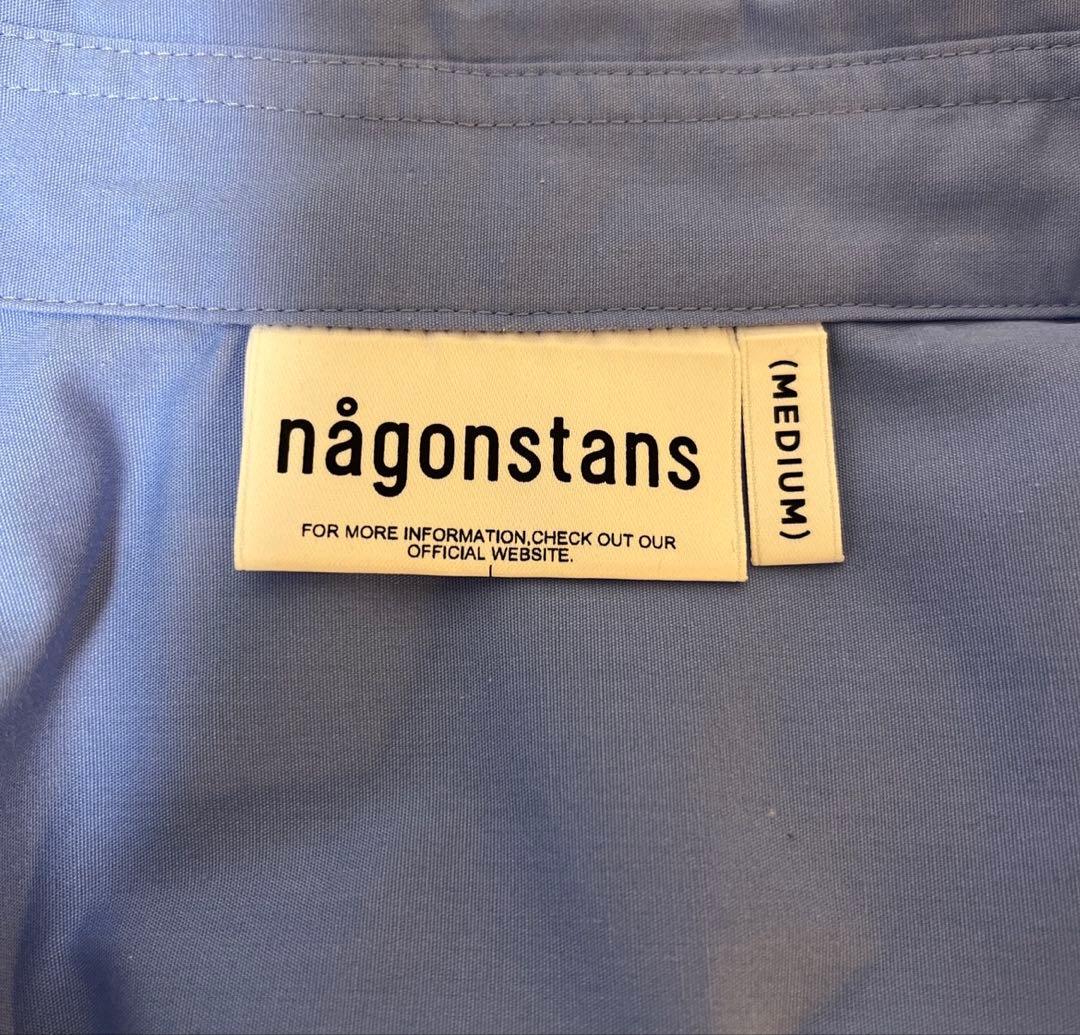 någonstans
FOR MORE INFORMATION,CHECK OUT OUR
OFFICIAL WEBSITE.
(MEDIUM)